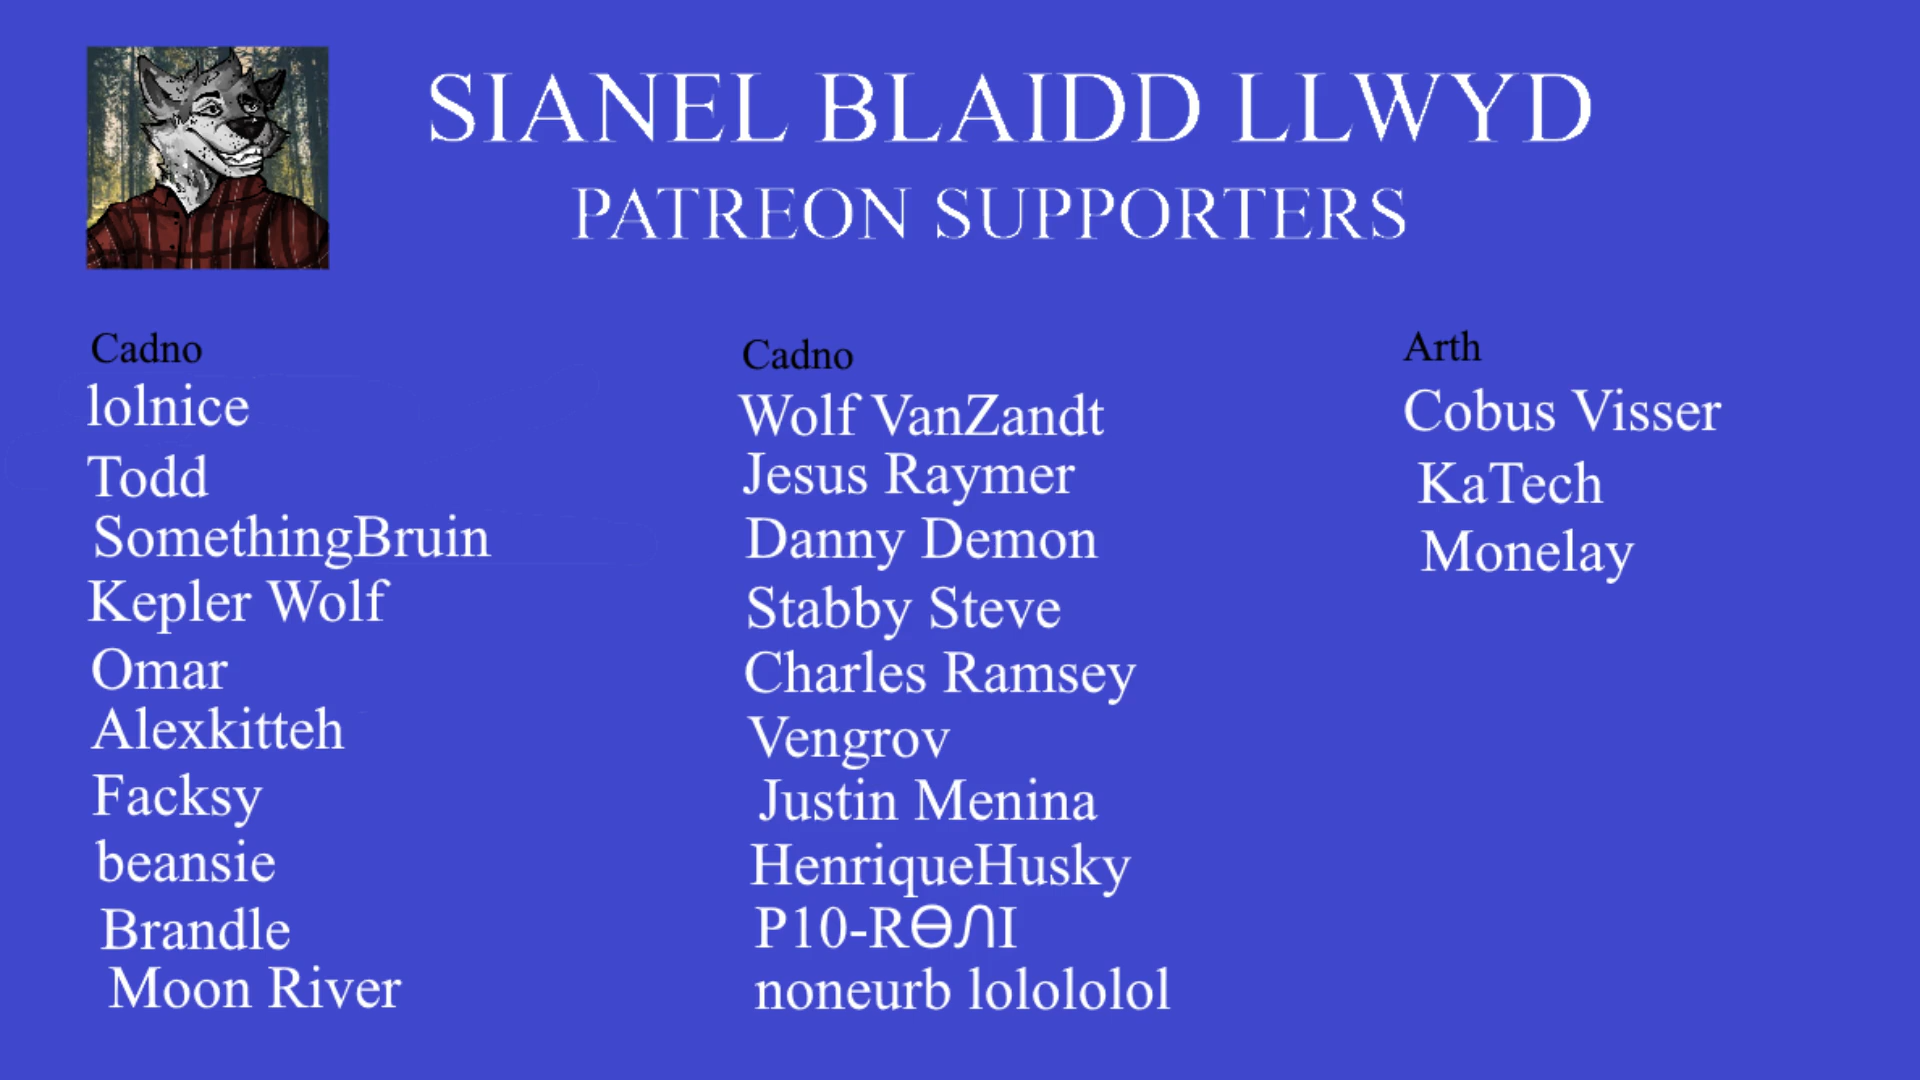 SIANEL BLAIDD LLWYD
PATREON SUPPORTERS
Cadno
lolnice
Todd
SomethingBruin
Kepler Wolf
Omar
Alexkitteh
Facksy
beansie
Brandle
Moon River
Cadno
Wolf VanZandt
Jesus Raymer
Danny Demon
Stabby Steve
Charles Ramsey
Vengrov
Justin Menina
HenriqueHusky
P10-RӨՈI
noneurb lolololol
Arth
Cobus Visser
KaTech
Monelay